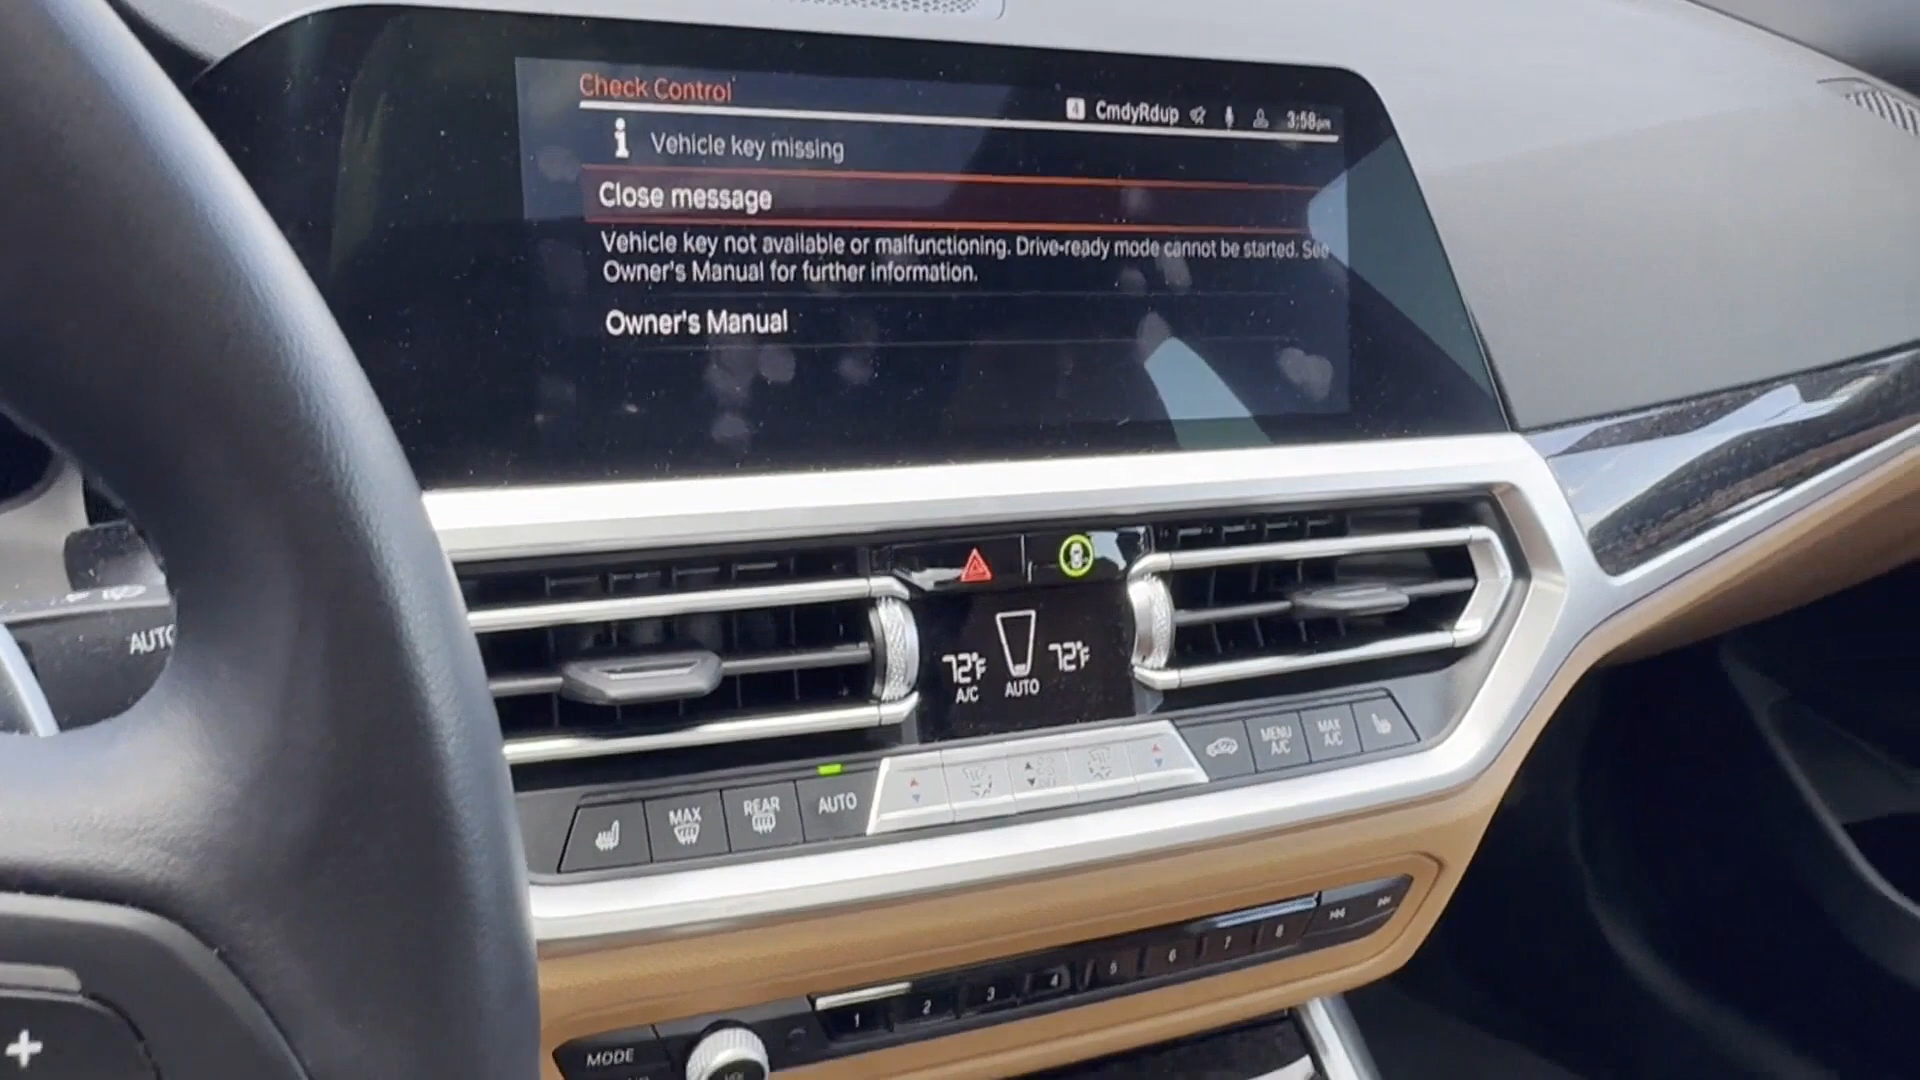 Check Control
4 CmdyRdup 3:58pm
i Vehicle key missing
Close message
Vehicle key not available or malfunctioning. Drive-ready mode cannot be started. See
Owner's Manual for further information.
Owner's Manual
AUTO
72°F 72°F
A/C AUTO
MAX
REAR
AUTO
MENU
A/C
MAX
A/C
1 2 3 4 5 6 7 8
MODE
VOL
+